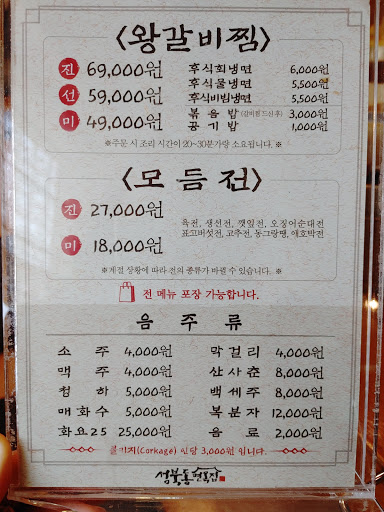 〈왕갈비찜〉
진 69,000원 후식회냉면 6,000원
선 59,000원 후식물냉면 5,500원
후식비빔냉면 5,500원
미 49,000원 볶음밥(갈비찜드신후) 3,000원
공기밥 1,000원
※주문 시 조리 시간이 20~30분가량 소요됩니다.※
〈모듬전〉
진 27,000원
육전, 생선전, 깻잎전, 오징어순대전
미 18,000원 표고버섯전, 고추전, 동그랑땡, 애호박전
※계절 상황에 따라 전의 종류가 바뀔 수 있습니다.※
전 메뉴 포장 가능합니다.
음주류
소주 4,000원 막걸리 4,000원
맥주 4,000원 산사춘 8,000원
청하 5,000원 백세주 8,000원
매화수 5,000원 복분자 12,000원
화요25 25,000원 음료 2,000원
콜키지(Corkage) 인당 3,000원 입니다.
성북동면옥집